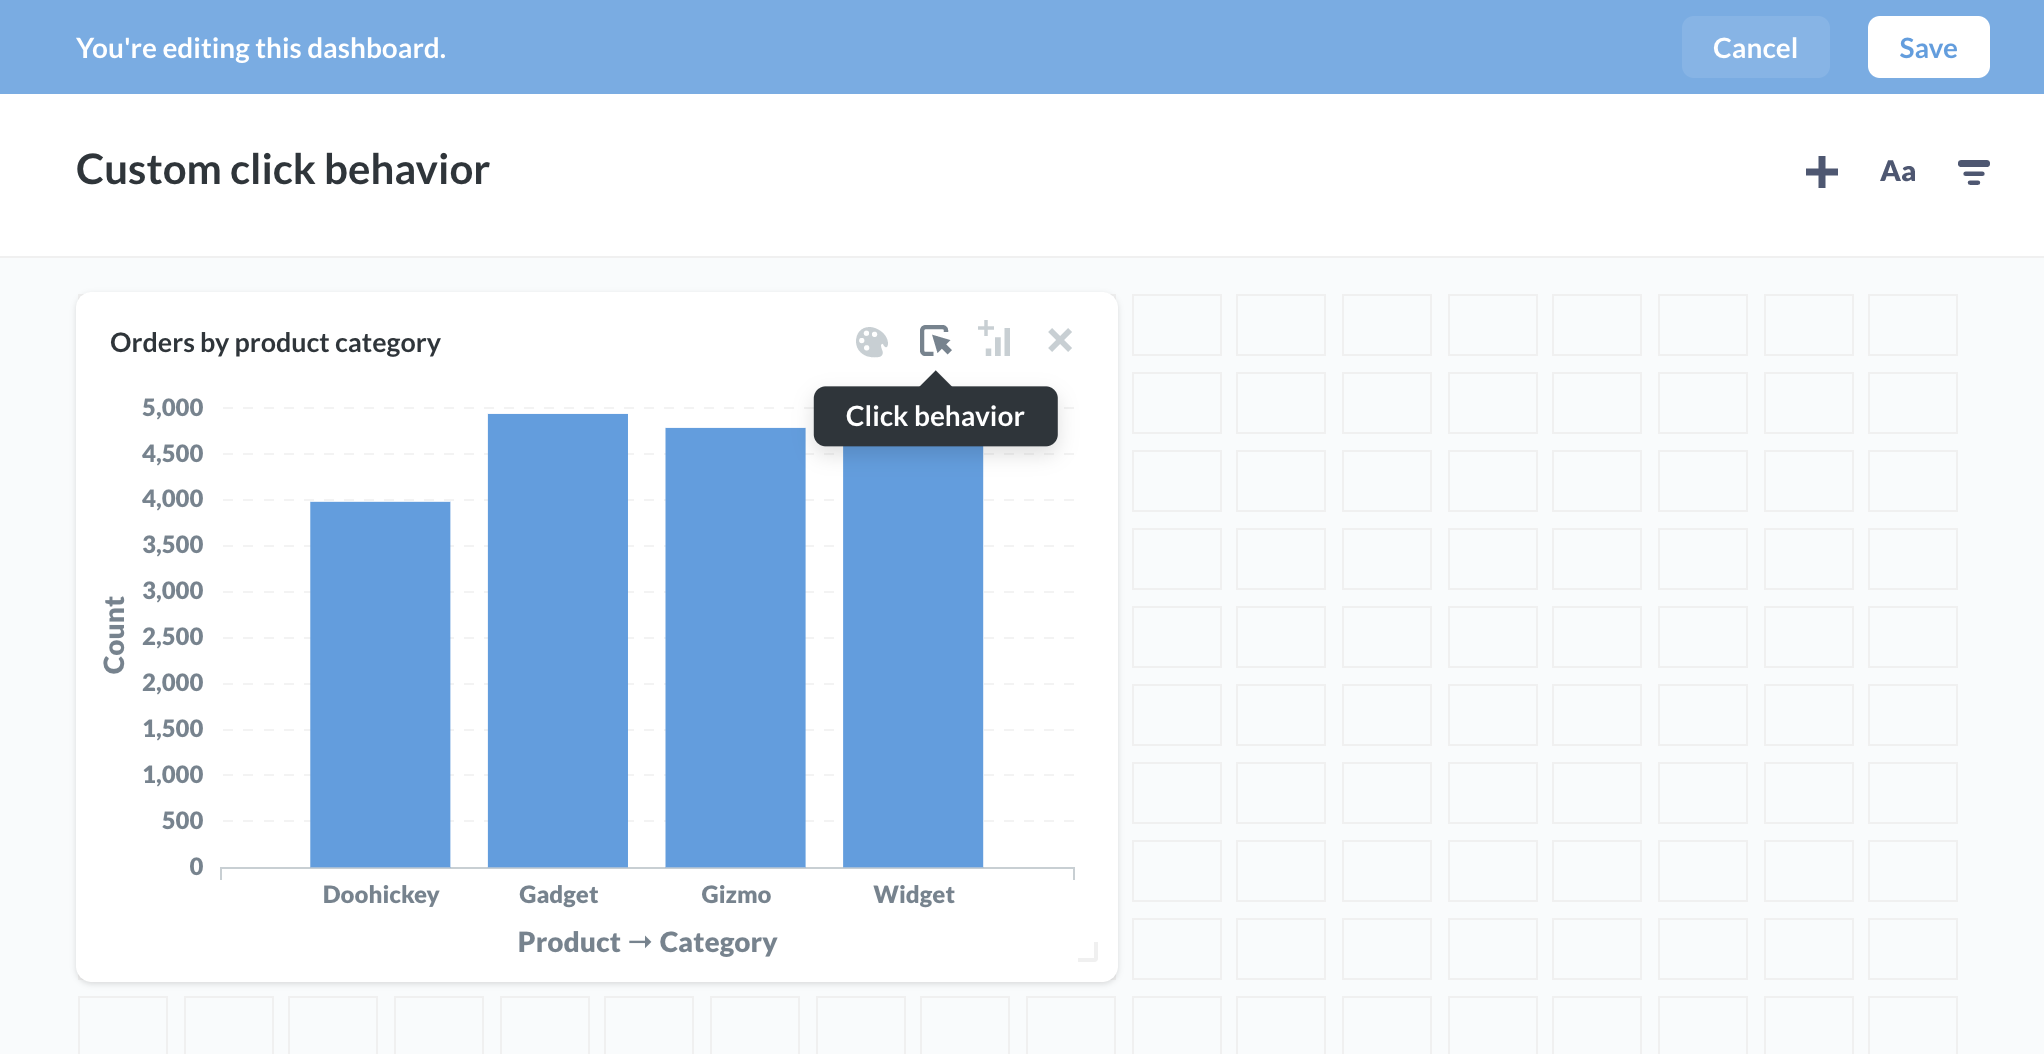 You're editing this dashboard.
Cancel
Save
Custom click behavior
Aa
Orders by product category
Click behavior
5,000
4,500
4,000
3,500
3,000
2,500
2,000
1,500
1,000
500
0
Count
Doohickey
Gadget
Gizmo
Widget
Product → Category